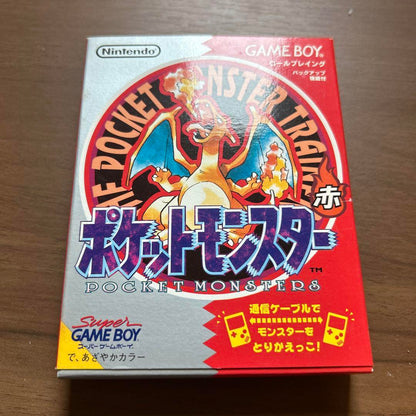 Nintendo
GAME BOY
ロールプレイング
バックアップ
機能付
THE POCKET MONSTER TRAINER
赤
ポケットモンスター
TM
POCKET MONSTERS
Super
GAME BOY
スーパーゲームボーイ
で、あざやかカラー
通信ケーブルで
モンスターを
とりかえっこ!